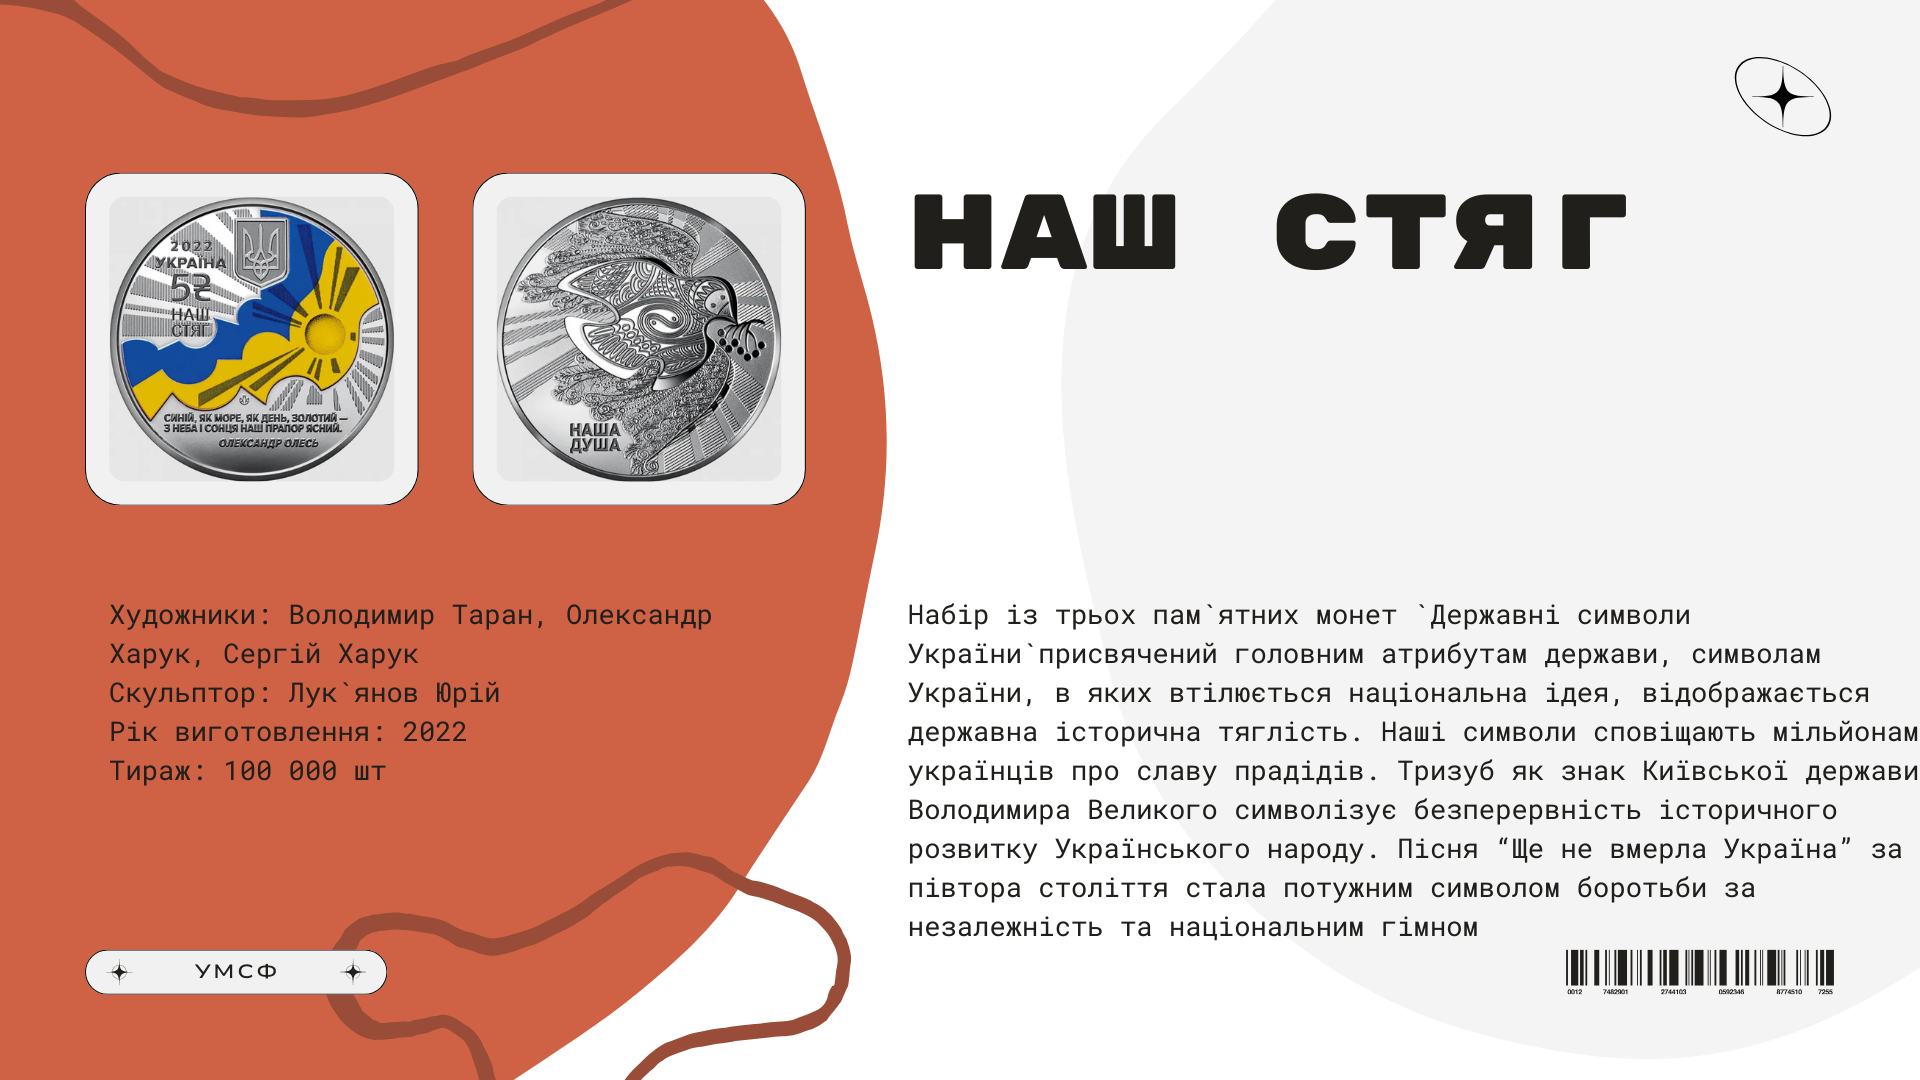 НАШ СТЯГ
2022
УКРАЇНА
5₴
НАШ
СТЯГ
СИНІЙ, ЯК МОРЕ, ЯК ДЕНЬ, ЗОЛОТИЙ —
З НЕБА І СОНЦЯ НАШ ПРАПОР ЯСНИЙ.
ОЛЕКСАНДР ОЛЕСЬ
НАША
ДУША
Художники: Володимир Таран, Олександр
Харук, Сергій Харук
Скульптор: Лук`янов Юрій
Рік виготовлення: 2022
Тираж: 100 000 шт
Набір із трьох пам`ятних монет `Державні символи
України`присвячений головним атрибутам держави, символам
України, в яких втілюється національна ідея, відображається
державна історична тяглість. Наші символи сповіщають мільйонам
українців про славу прадідів. Тризуб як знак Київської держави
Володимира Великого символізує безперервність історичного
розвитку Українського народу. Пісня “Ще не вмерла Україна” за
півтора століття стала потужним символом боротьби за
незалежність та національним гімном
УМСФ
0012 7482901 2744103 0592346 8774510 7255